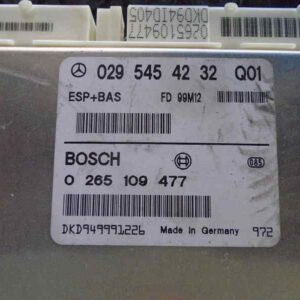 0265109477
DKD94ID405
029 545 42 32 Q01
ESP+BAS FD 99M12
BOSCH
0 265 109 477
DKD949991226 Made in Germany 972